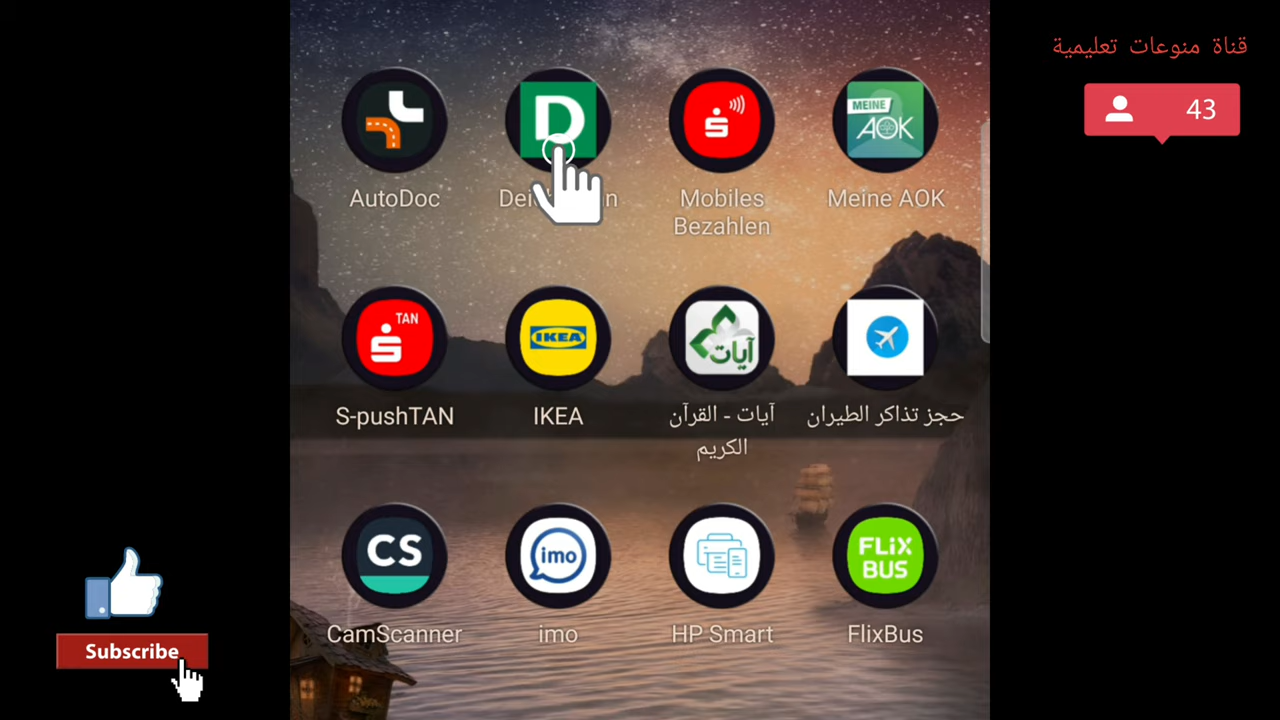 قناة منوعات تعليمية
43
D
MEINE
AOK
AutoDoc
Mobiles
Bezahlen
Meine AOK
TAN
IKEA
آيات
S-pushTAN
IKEA
آيات - القرآن
الكريم
حجز تذاكر الطيران
CS
imo
FLiX
BUS
CamScanner
imo
HP Smart
FlixBus
Subscribe